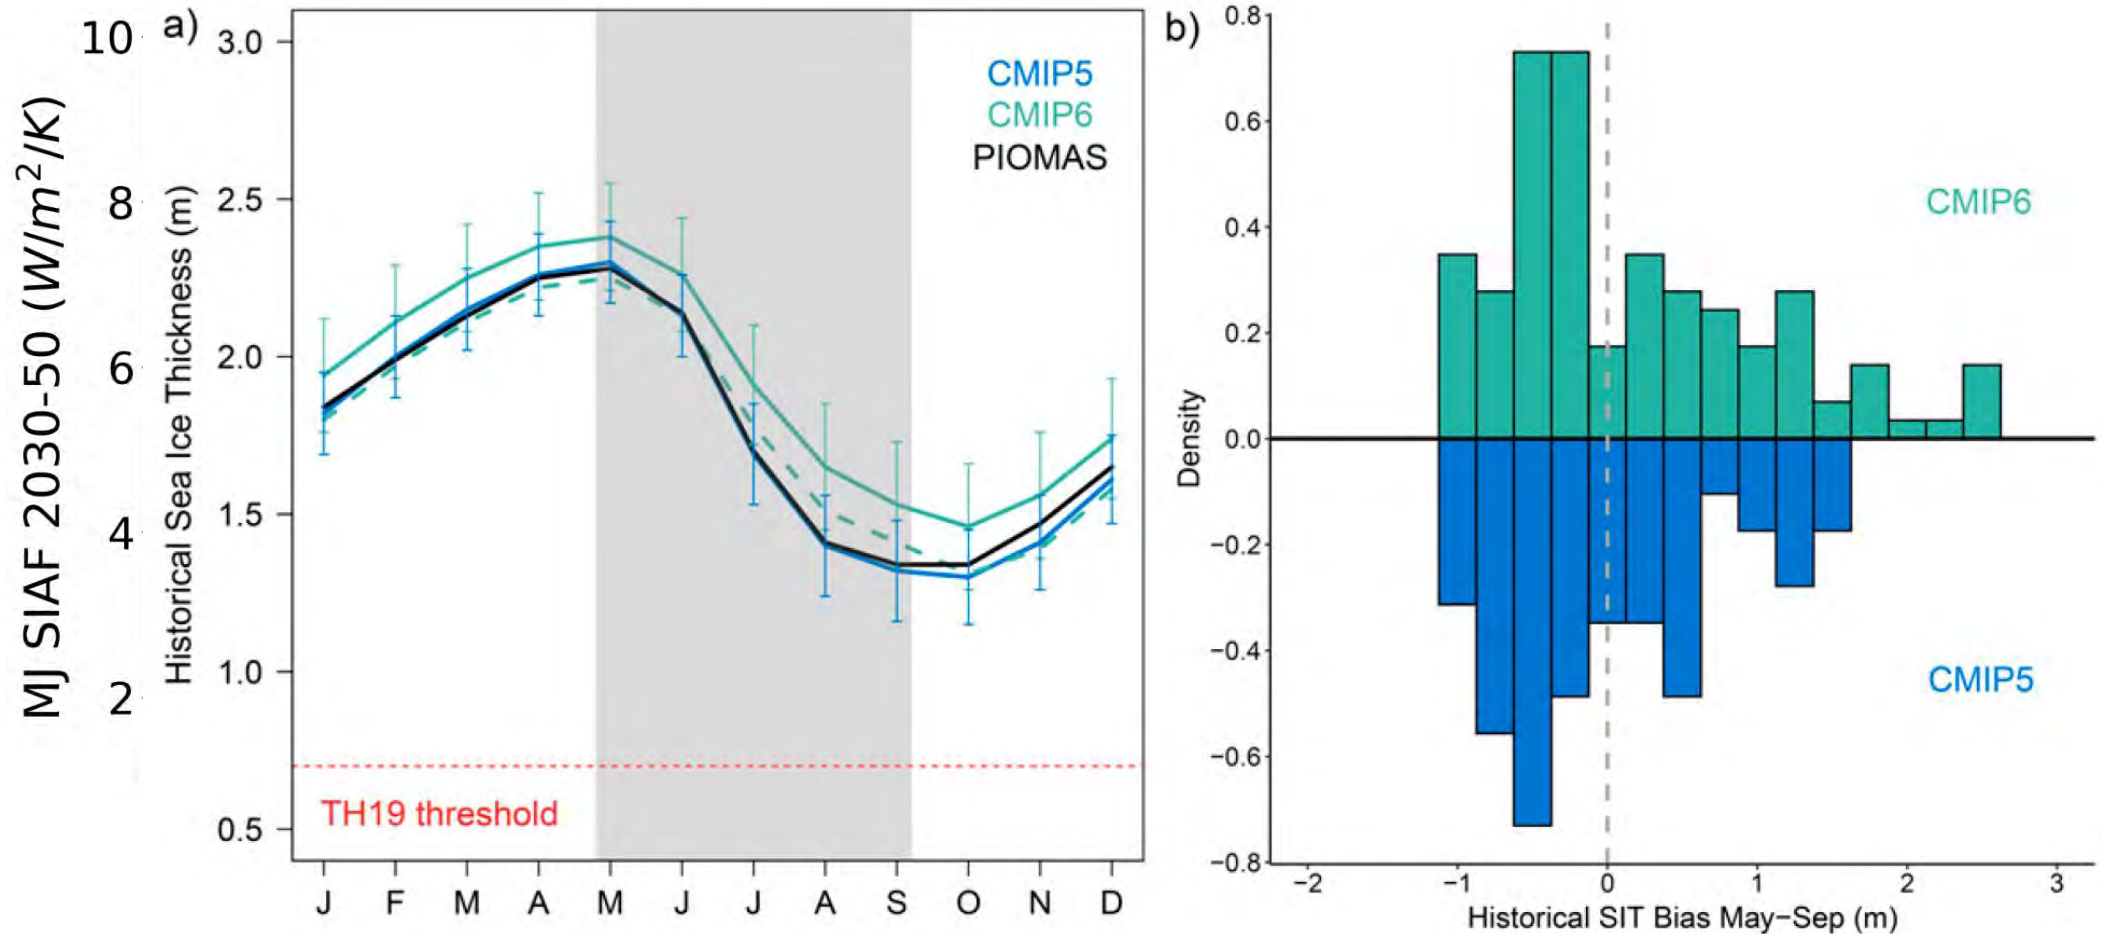 MJ SIAF 2030-50 (W/m²/K)
10
8
6
4
2
a)
Historical Sea Ice Thickness (m)
3.0
2.5
2.0
1.5
1.0
0.5
CMIP5
CMIP6
PIOMAS
TH19 threshold
J F M A M J J A S O N D
b)
Density
0.8
0.6
0.4
0.2
0.0
−0.2
−0.4
−0.6
−0.8
CMIP6
CMIP5
−2 −1 0 1 2 3
Historical SIT Bias May−Sep (m)